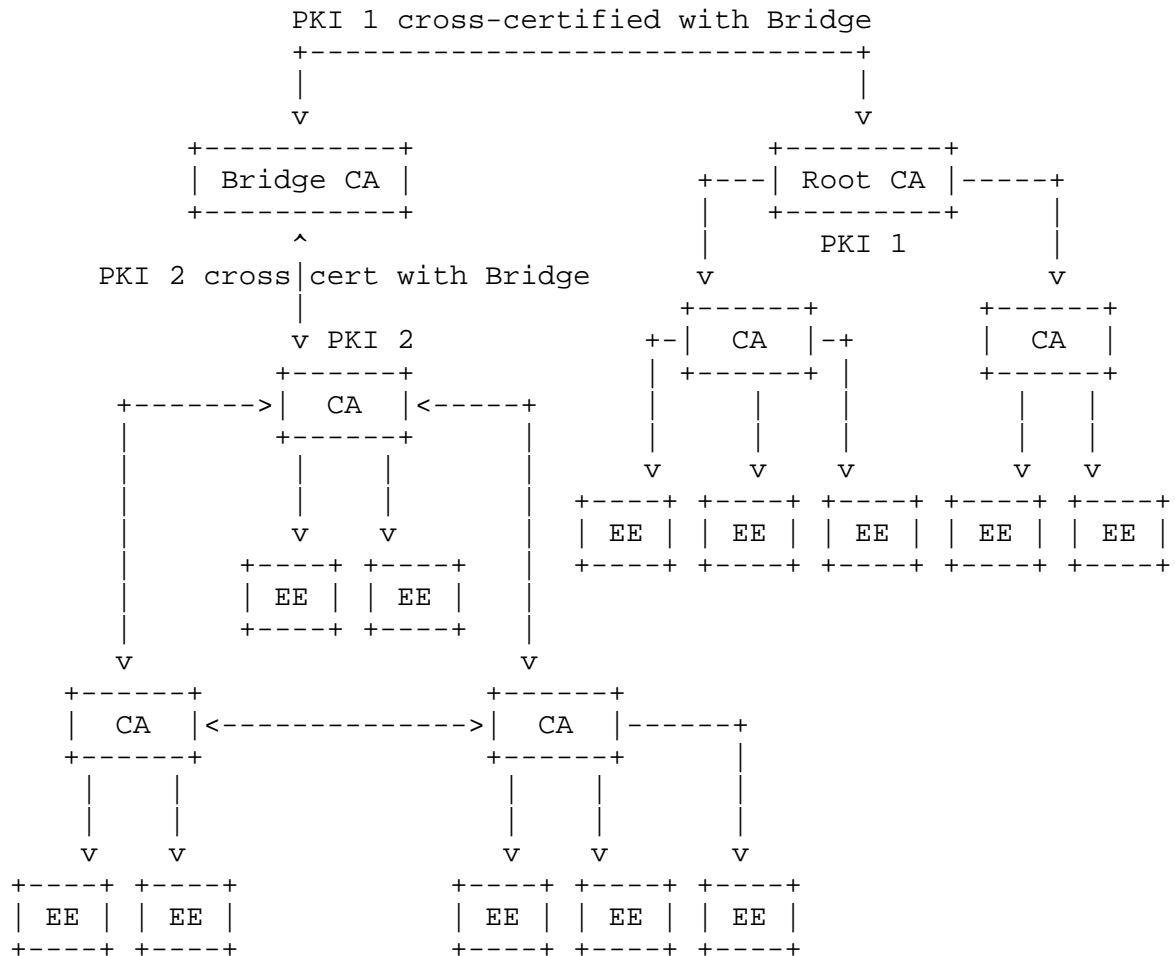 PKI 1 cross-certified with Bridge
Bridge CA
Root CA
PKI 1
PKI 2 cross cert with Bridge
CA CA
PKI 2
CA
EE EE EE EE EE
EE EE
CA CA
EE EE EE EE EE